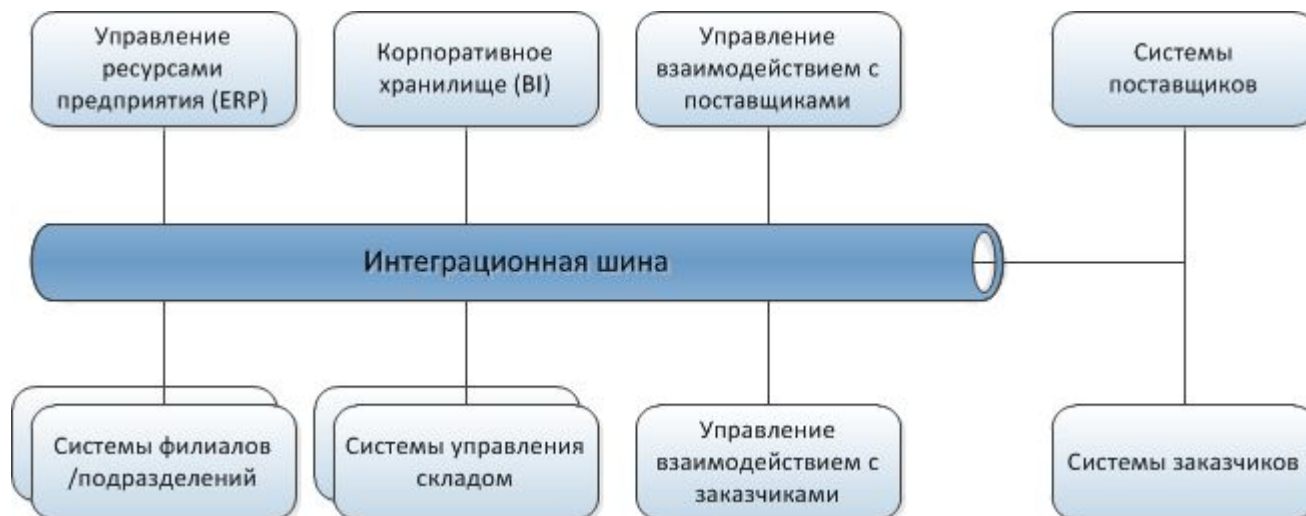 Управление
ресурсами
предприятия (ERP)
Корпоративное
хранилище (BI)
Управление
взаимодействием с
поставщиками
Системы
поставщиков
Интеграционная шина
Системы филиалов
/подразделений
Системы управления
складом
Управление
взаимодействием с
заказчиками
Системы заказчиков